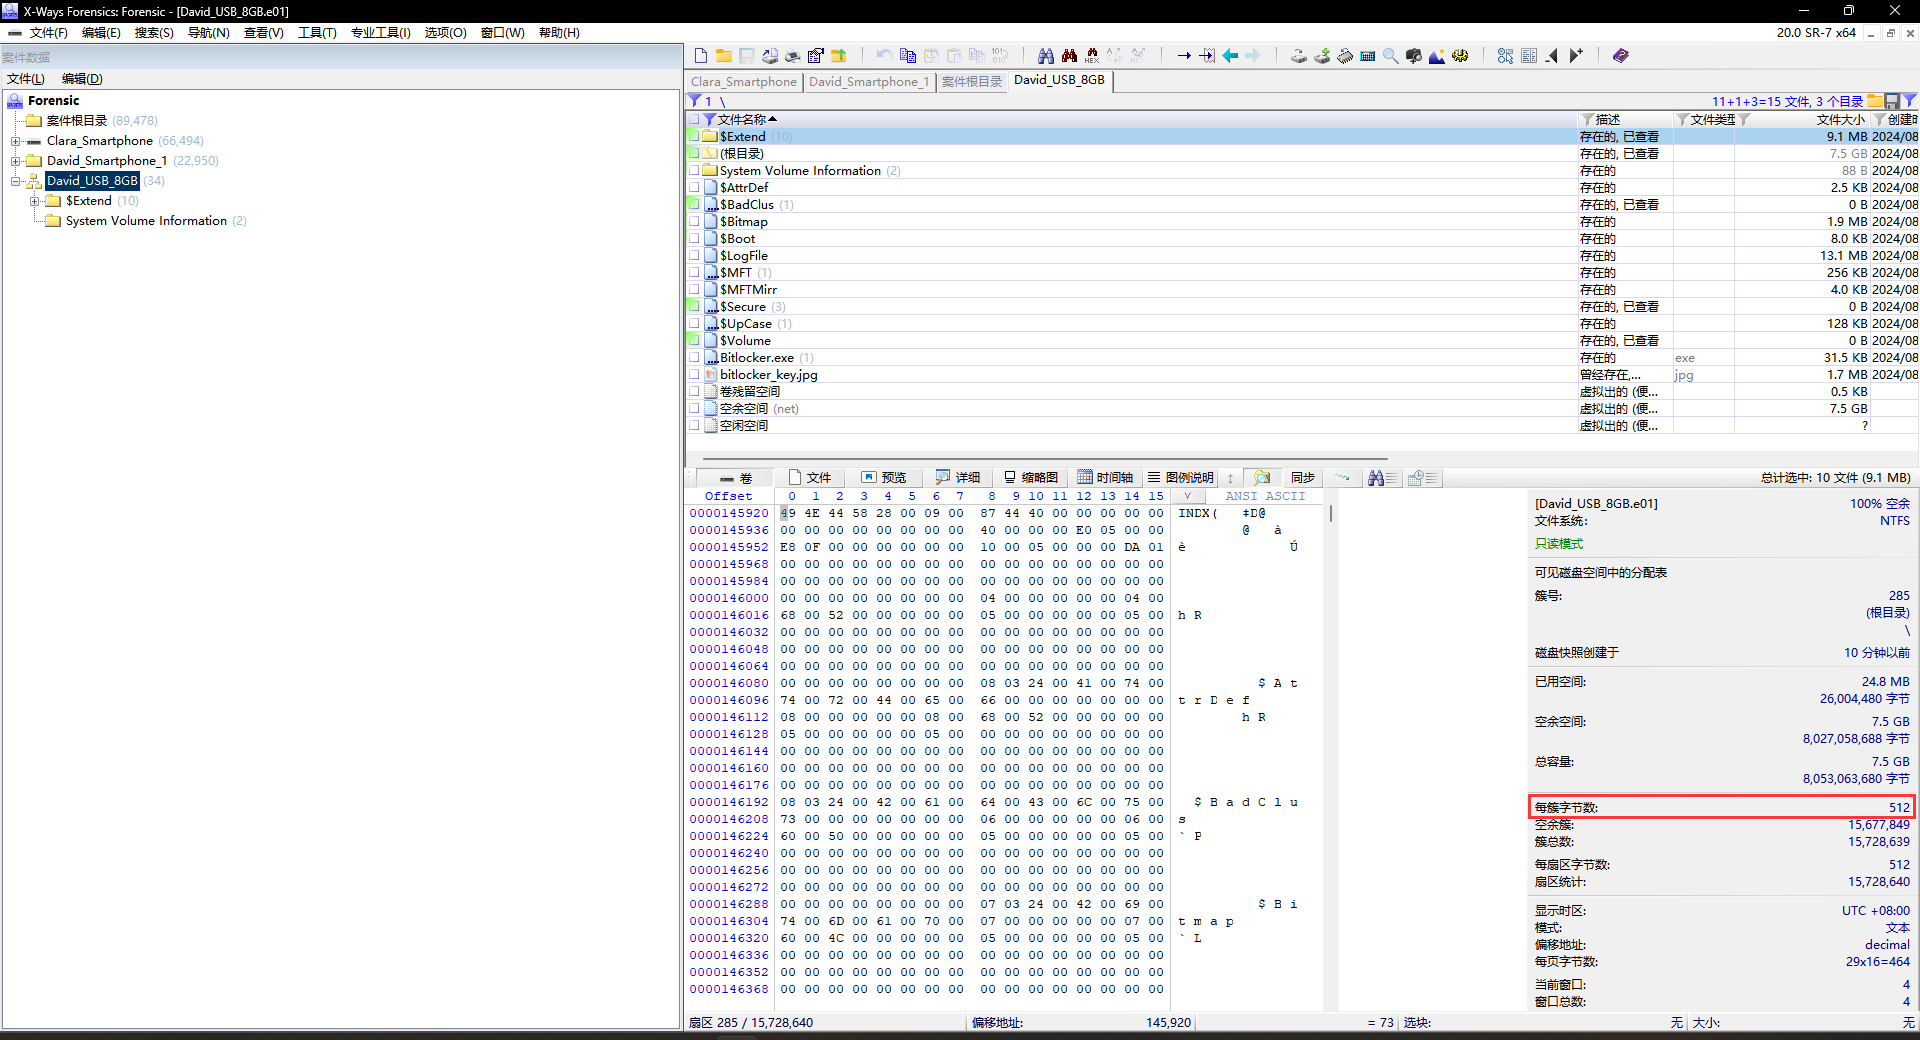 X-Ways Forensics: Forensic - [David_USB_8GB.e01]
文件(F) 编辑(E) 搜索(S) 导航(N) 查看(V) 工具(T) 专业工具(I) 选项(O) 窗口(W) 帮助(H) 20.0 SR-7 x64
案件数据
文件(L) 编辑(D)
Forensic
案件根目录 (89,478)
Clara_Smartphone (66,494)
David_Smartphone_1 (22,950)
David_USB_8GB (34)
$Extend (10)
System Volume Information (2)
Clara_Smartphone David_Smartphone_1 案件根目录 David_USB_8GB
1 \ 11+1+3=15 文件, 3 个目录
文件名称 描述 文件类型 文件大小 创建时
$Extend (10) 存在的, 已查看 9.1 MB 2024/08
(根目录) 存在的, 已查看 7.5 GB 2024/08
System Volume Information (2) 存在的 88 B 2024/08
$AttrDef 存在的 2.5 KB 2024/08
$BadClus (1) 存在的, 已查看 0 B 2024/08
$Bitmap 存在的 1.9 MB 2024/08
$Boot 存在的 8.0 KB 2024/08
$LogFile 存在的 13.1 MB 2024/08
$MFT (1) 存在的 256 KB 2024/08
$MFTMirr 存在的 4.0 KB 2024/08
$Secure (3) 存在的, 已查看 0 B 2024/08
$UpCase (1) 存在的 128 KB 2024/08
$Volume 存在的, 已查看 0 B 2024/08
Bitlocker.exe (1) 存在的 exe 31.5 KB 2024/08
bitlocker_key.jpg 曾经存在,... jpg 1.7 MB 2024/08
卷残留空间 虚拟出的 (便... 0.5 KB
空余空间 (net) 虚拟出的 (便... 7.5 GB
空闲空间 虚拟出的 (便... ?
卷 文件 预览 详细 缩略图 时间轴 图例说明 同步 总计选中: 10 文件 (9.1 MB)
Offset 0 1 2 3 4 5 6 7 8 9 10 11 12 13 14 15 ANSI ASCII
0000145920 49 4E 44 58 28 00 09 00 87 44 40 00 00 00 00 00 INDX( ‡D@
0000145936 00 00 00 00 00 00 00 00 40 00 00 00 E0 05 00 00 @ à
0000145952 E8 0F 00 00 00 00 00 00 10 00 05 00 00 00 DA 01 è Ú
0000145968 00 00 00 00 00 00 00 00 00 00 00 00 00 00 00 00
0000145984 00 00 00 00 00 00 00 00 00 00 00 00 00 00 00 00
0000146000 00 00 00 00 00 00 00 00 04 00 00 00 00 00 04 00
0000146016 68 00 52 00 00 00 00 00 05 00 00 00 00 00 05 00 h R
0000146032 00 00 00 00 00 00 00 00 00 00 00 00 00 00 00 00
0000146048 00 00 00 00 00 00 00 00 00 00 00 00 00 00 00 00
0000146064 00 00 00 00 00 00 00 00 00 00 00 00 00 00 00 00
0000146080 00 00 00 00 00 00 00 00 08 03 24 00 41 00 74 00 $ A t
0000146096 74 00 72 00 44 00 65 00 66 00 00 00 00 00 00 00 t r D e f
0000146112 08 00 00 00 00 00 08 00 68 00 52 00 00 00 00 00 h R
0000146128 05 00 00 00 00 00 05 00 00 00 00 00 00 00 00 00
0000146144 00 00 00 00 00 00 00 00 00 00 00 00 00 00 00 00
0000146160 00 00 00 00 00 00 00 00 00 00 00 00 00 00 00 00
0000146176 00 00 00 00 00 00 00 00 00 00 00 00 00 00 00 00
0000146192 08 03 24 00 42 00 61 00 64 00 43 00 6C 00 75 00 $ B a d C l u
0000146208 73 00 00 00 00 00 00 00 06 00 00 00 00 00 06 00 s
0000146224 60 00 50 00 00 00 00 00 05 00 00 00 00 00 05 00 ` P
0000146240 00 00 00 00 00 00 00 00 00 00 00 00 00 00 00 00
0000146256 00 00 00 00 00 00 00 00 00 00 00 00 00 00 00 00
0000146272 00 00 00 00 00 00 00 00 00 00 00 00 00 00 00 00
0000146288 00 00 00 00 00 00 00 00 07 03 24 00 42 00 69 00 $ B i
0000146304 74 00 6D 00 61 00 70 00 07 00 00 00 00 00 07 00 t m a p
0000146320 60 00 4C 00 00 00 00 00 05 00 00 00 00 00 05 00 ` L
0000146336 00 00 00 00 00 00 00 00 00 00 00 00 00 00 00 00
0000146352 00 00 00 00 00 00 00 00 00 00 00 00 00 00 00 00
0000146368 00 00 00 00 00 00 00 00 00 00 00 00 00 00 00 00
[David_USB_8GB.e01] 100% 空余
文件系统: NTFS
只读模式
可见磁盘空间中的分配表
簇号: 285
(根目录)
\
磁盘快照创建于 10 分钟以前
已用空间: 24.8 MB
26,004,480 字节
空余空间: 7.5 GB
8,027,058,688 字节
总容量: 7.5 GB
8,053,063,680 字节
每簇字节数: 512
空余簇: 15,677,849
簇总数: 15,728,639
每扇区字节数: 512
扇区统计: 15,728,640
显示时区: UTC +08:00
模式: 文本
偏移地址: decimal
每页字节数: 29x16=464
当前窗口: 4
窗口总数: 4
扇区 285 / 15,728,640 偏移地址: 145,920 = 73 选块: 无 大小: 无